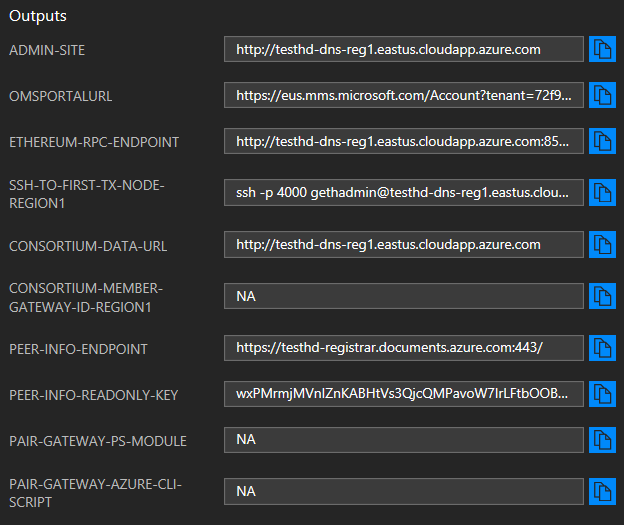 Outputs
ADMIN-SITE
http://testhd-dns-reg1.eastus.cloudapp.azure.com
OMSPORTALURL
https://eus.mms.microsoft.com/Account?tenant=72f9...
ETHEREUM-RPC-ENDPOINT
http://testhd-dns-reg1.eastus.cloudapp.azure.com:85...
SSH-TO-FIRST-TX-NODE-
REGION1
ssh -p 4000 gethadmin@testhd-dns-reg1.eastus.clou...
CONSORTIUM-DATA-URL
http://testhd-dns-reg1.eastus.cloudapp.azure.com
CONSORTIUM-MEMBER-
GATEWAY-ID-REGION1
NA
PEER-INFO-ENDPOINT
https://testhd-registrar.documents.azure.com:443/
PEER-INFO-READONLY-KEY
wxPMrmjMVnIZnKABHtVs3QjcQMPavoW7IrLFtbOOB...
PAIR-GATEWAY-PS-MODULE
NA
PAIR-GATEWAY-AZURE-CLI-
SCRIPT
NA